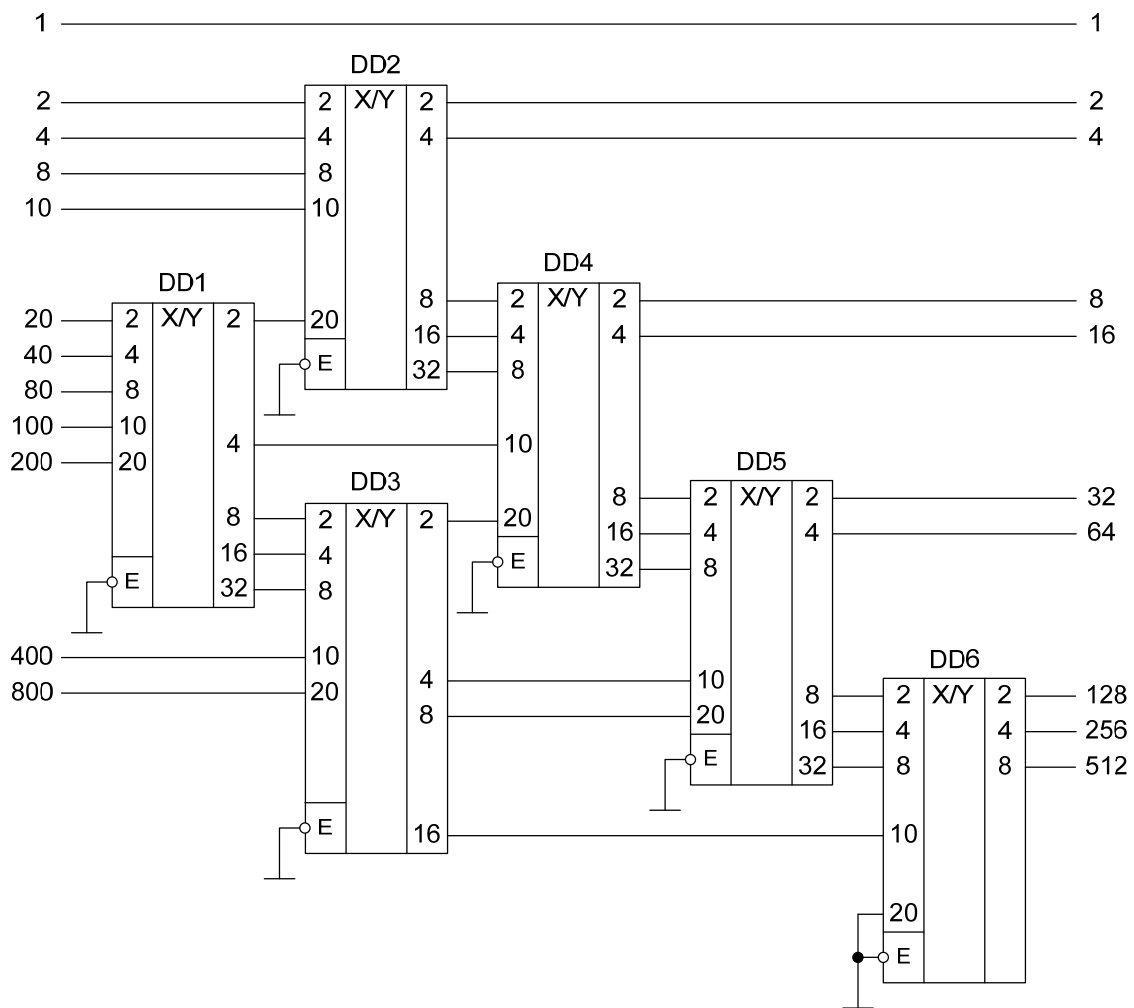 1 1
DD2
2 2 X/Y 2 2
4 4 4 4
8 8
10 10
DD4
DD1 8 2 X/Y 2 8
20 2 X/Y 2 20 16 4 4 16
40 4 E 32 8
80 8
100 10 4 10
200 20
DD3 DD5
8 2 X/Y 2 20 8 2 X/Y 2 32
16 4 E 16 4 4 64
E 32 8 32 8
400 10 4 10 DD6
800 20 8 20 8 2 X/Y 2 128
E 16 4 4 256
32 8 8 512
E 16 10
20
E